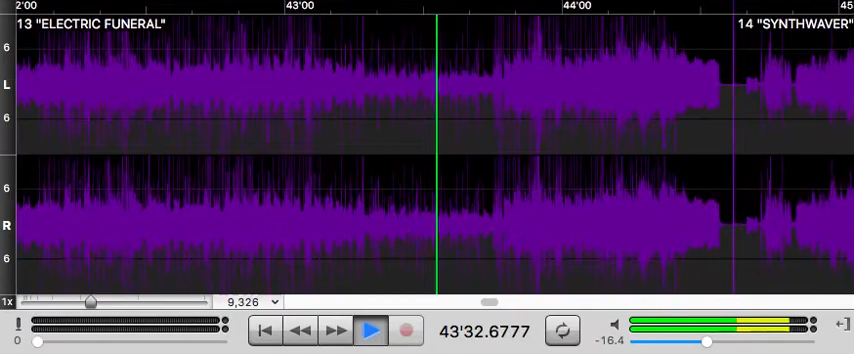 2'00 43'00 44'00 45
13 "ELECTRIC FUNERAL" 14 "SYNTHWAVER"
6
L
6
6
R
6
1x 9,326
0 43'32.6777 -16.4